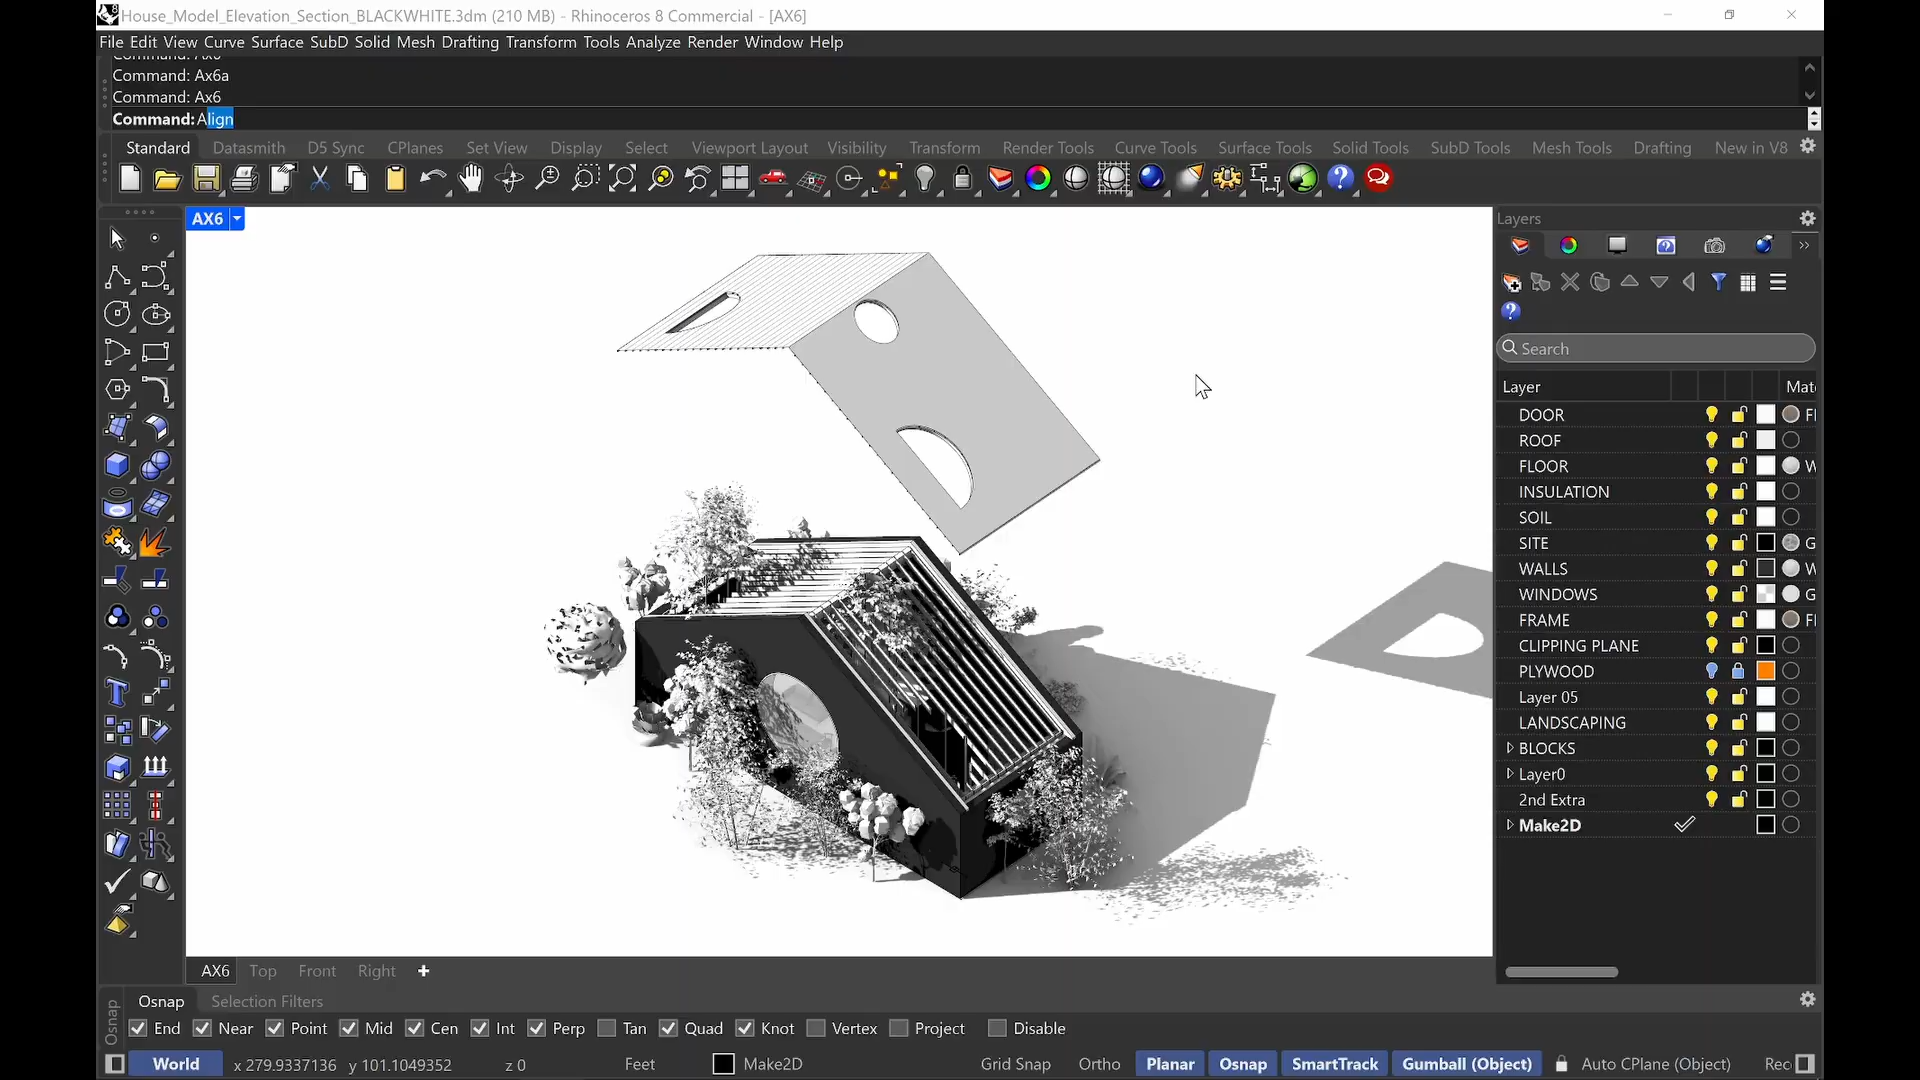 House_Model_Elevation_Section_BLACKWHITE.3dm (210 MB) - Rhinoceros 8 Commercial - [AX6]
File Edit View Curve Surface SubD Solid Mesh Drafting Transform Tools Analyze Render Window Help
Command: Ax6a
Command: Ax6
Command: Align
Standard Datasmith D5 Sync CPlanes Set View Display Select Viewport Layout Visibility Transform Render Tools Curve Tools Surface Tools Solid Tools SubD Tools Mesh Tools Drafting New in V8
AX6
Layers
Search
Layer Mate
DOOR
ROOF
FLOOR W
INSULATION
SOIL
SITE G
WALLS W
WINDOWS G
FRAME
CLIPPING PLANE
PLYWOOD
Layer 05
LANDSCAPING
BLOCKS
Layer0
2nd Extra
Make2D
AX6 Top Front Right
Osnap Selection Filters
Osnap
End Near Point Mid Cen Int Perp Tan Quad Knot Vertex Project Disable
World x 279.9337136 y 101.1049352 z 0 Feet Make2D Grid Snap Ortho Planar Osnap SmartTrack Gumball (Object) Auto CPlane (Object) Rec